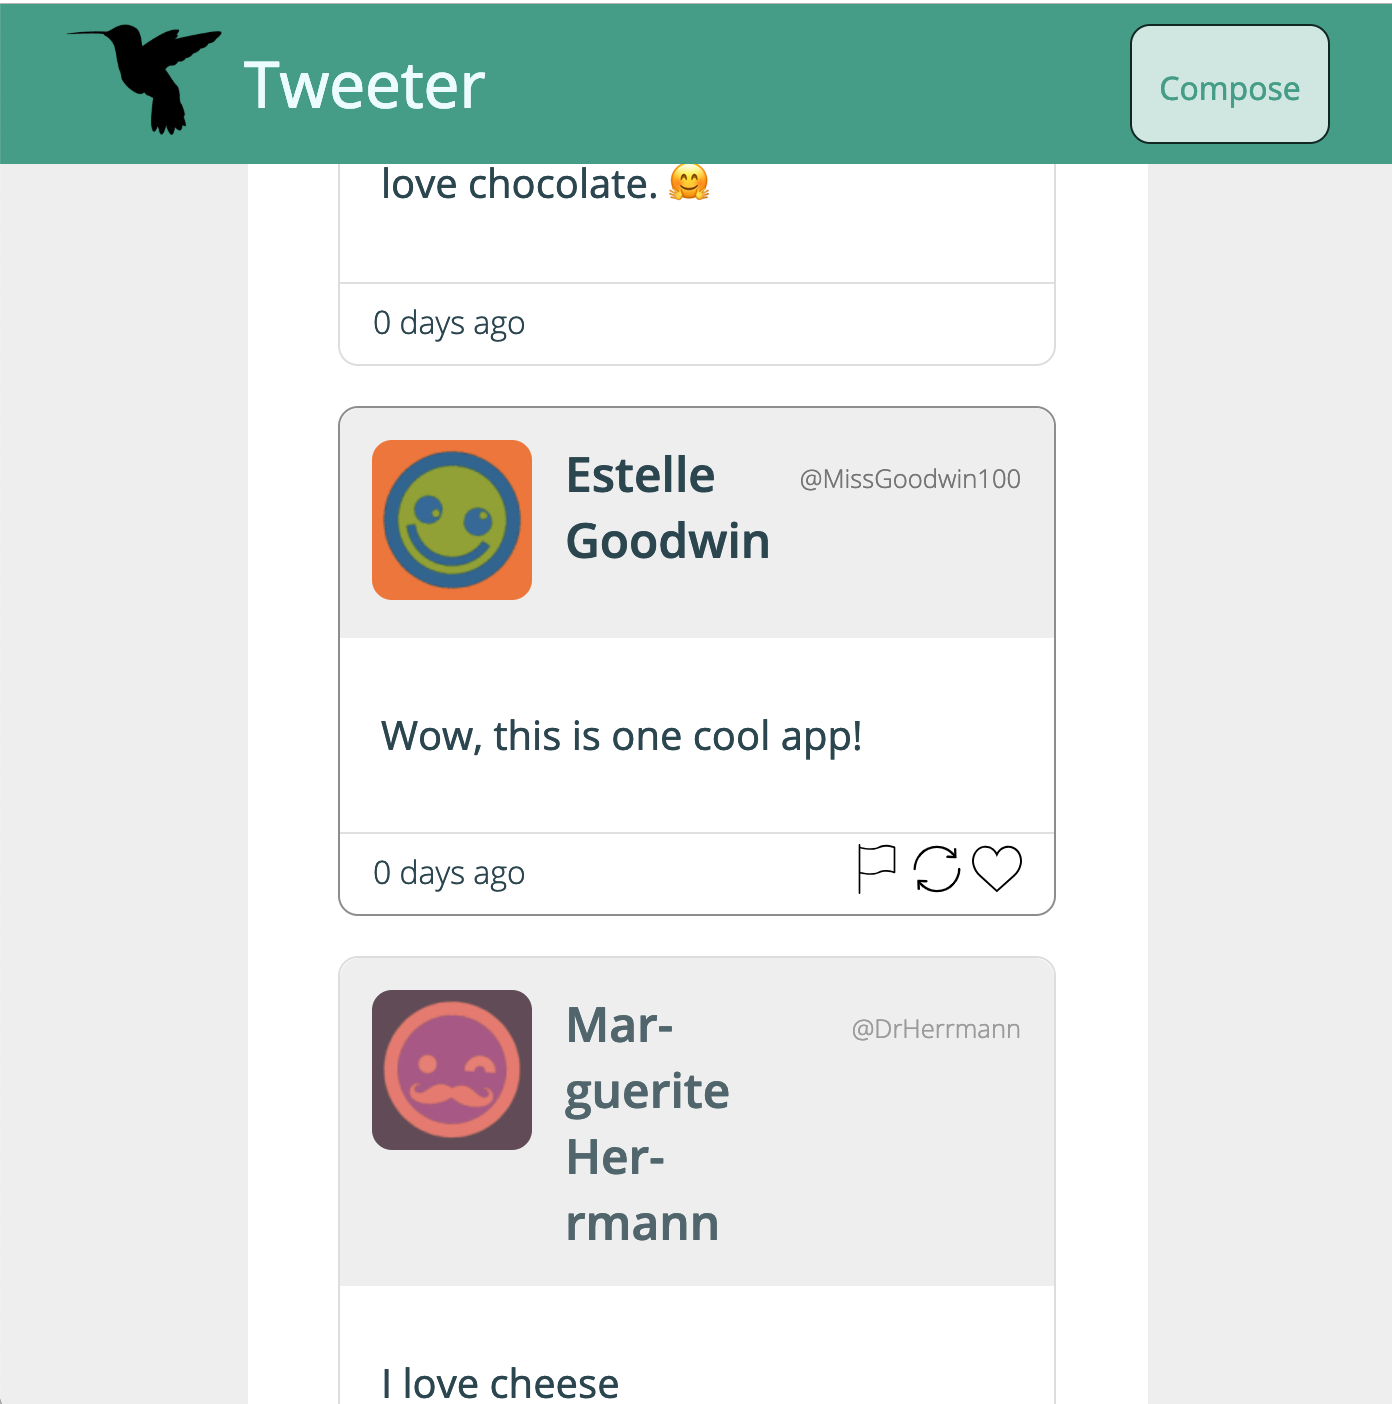 Tweeter
Compose
love chocolate. 🤗
0 days ago
Estelle
Goodwin
@MissGoodwin100
Wow, this is one cool app!
0 days ago
Mar-
guerite
Her-
rmann
@DrHerrmann
I love cheese